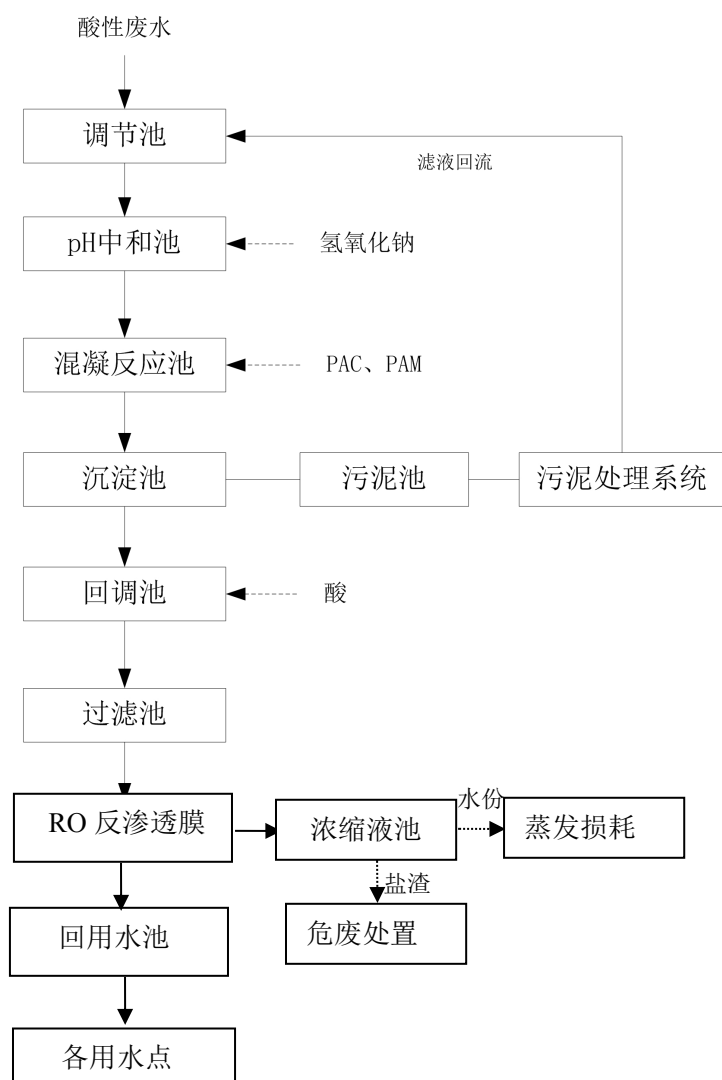 酸性废水
调节池
滤液回流
pH中和池
氢氧化钠
混凝反应池
PAC、PAM
沉淀池
污泥池
污泥处理系统
回调池
酸
过滤池
RO 反渗透膜
浓缩液池
水份
蒸发损耗
盐渣
回用水池
危废处置
各用水点